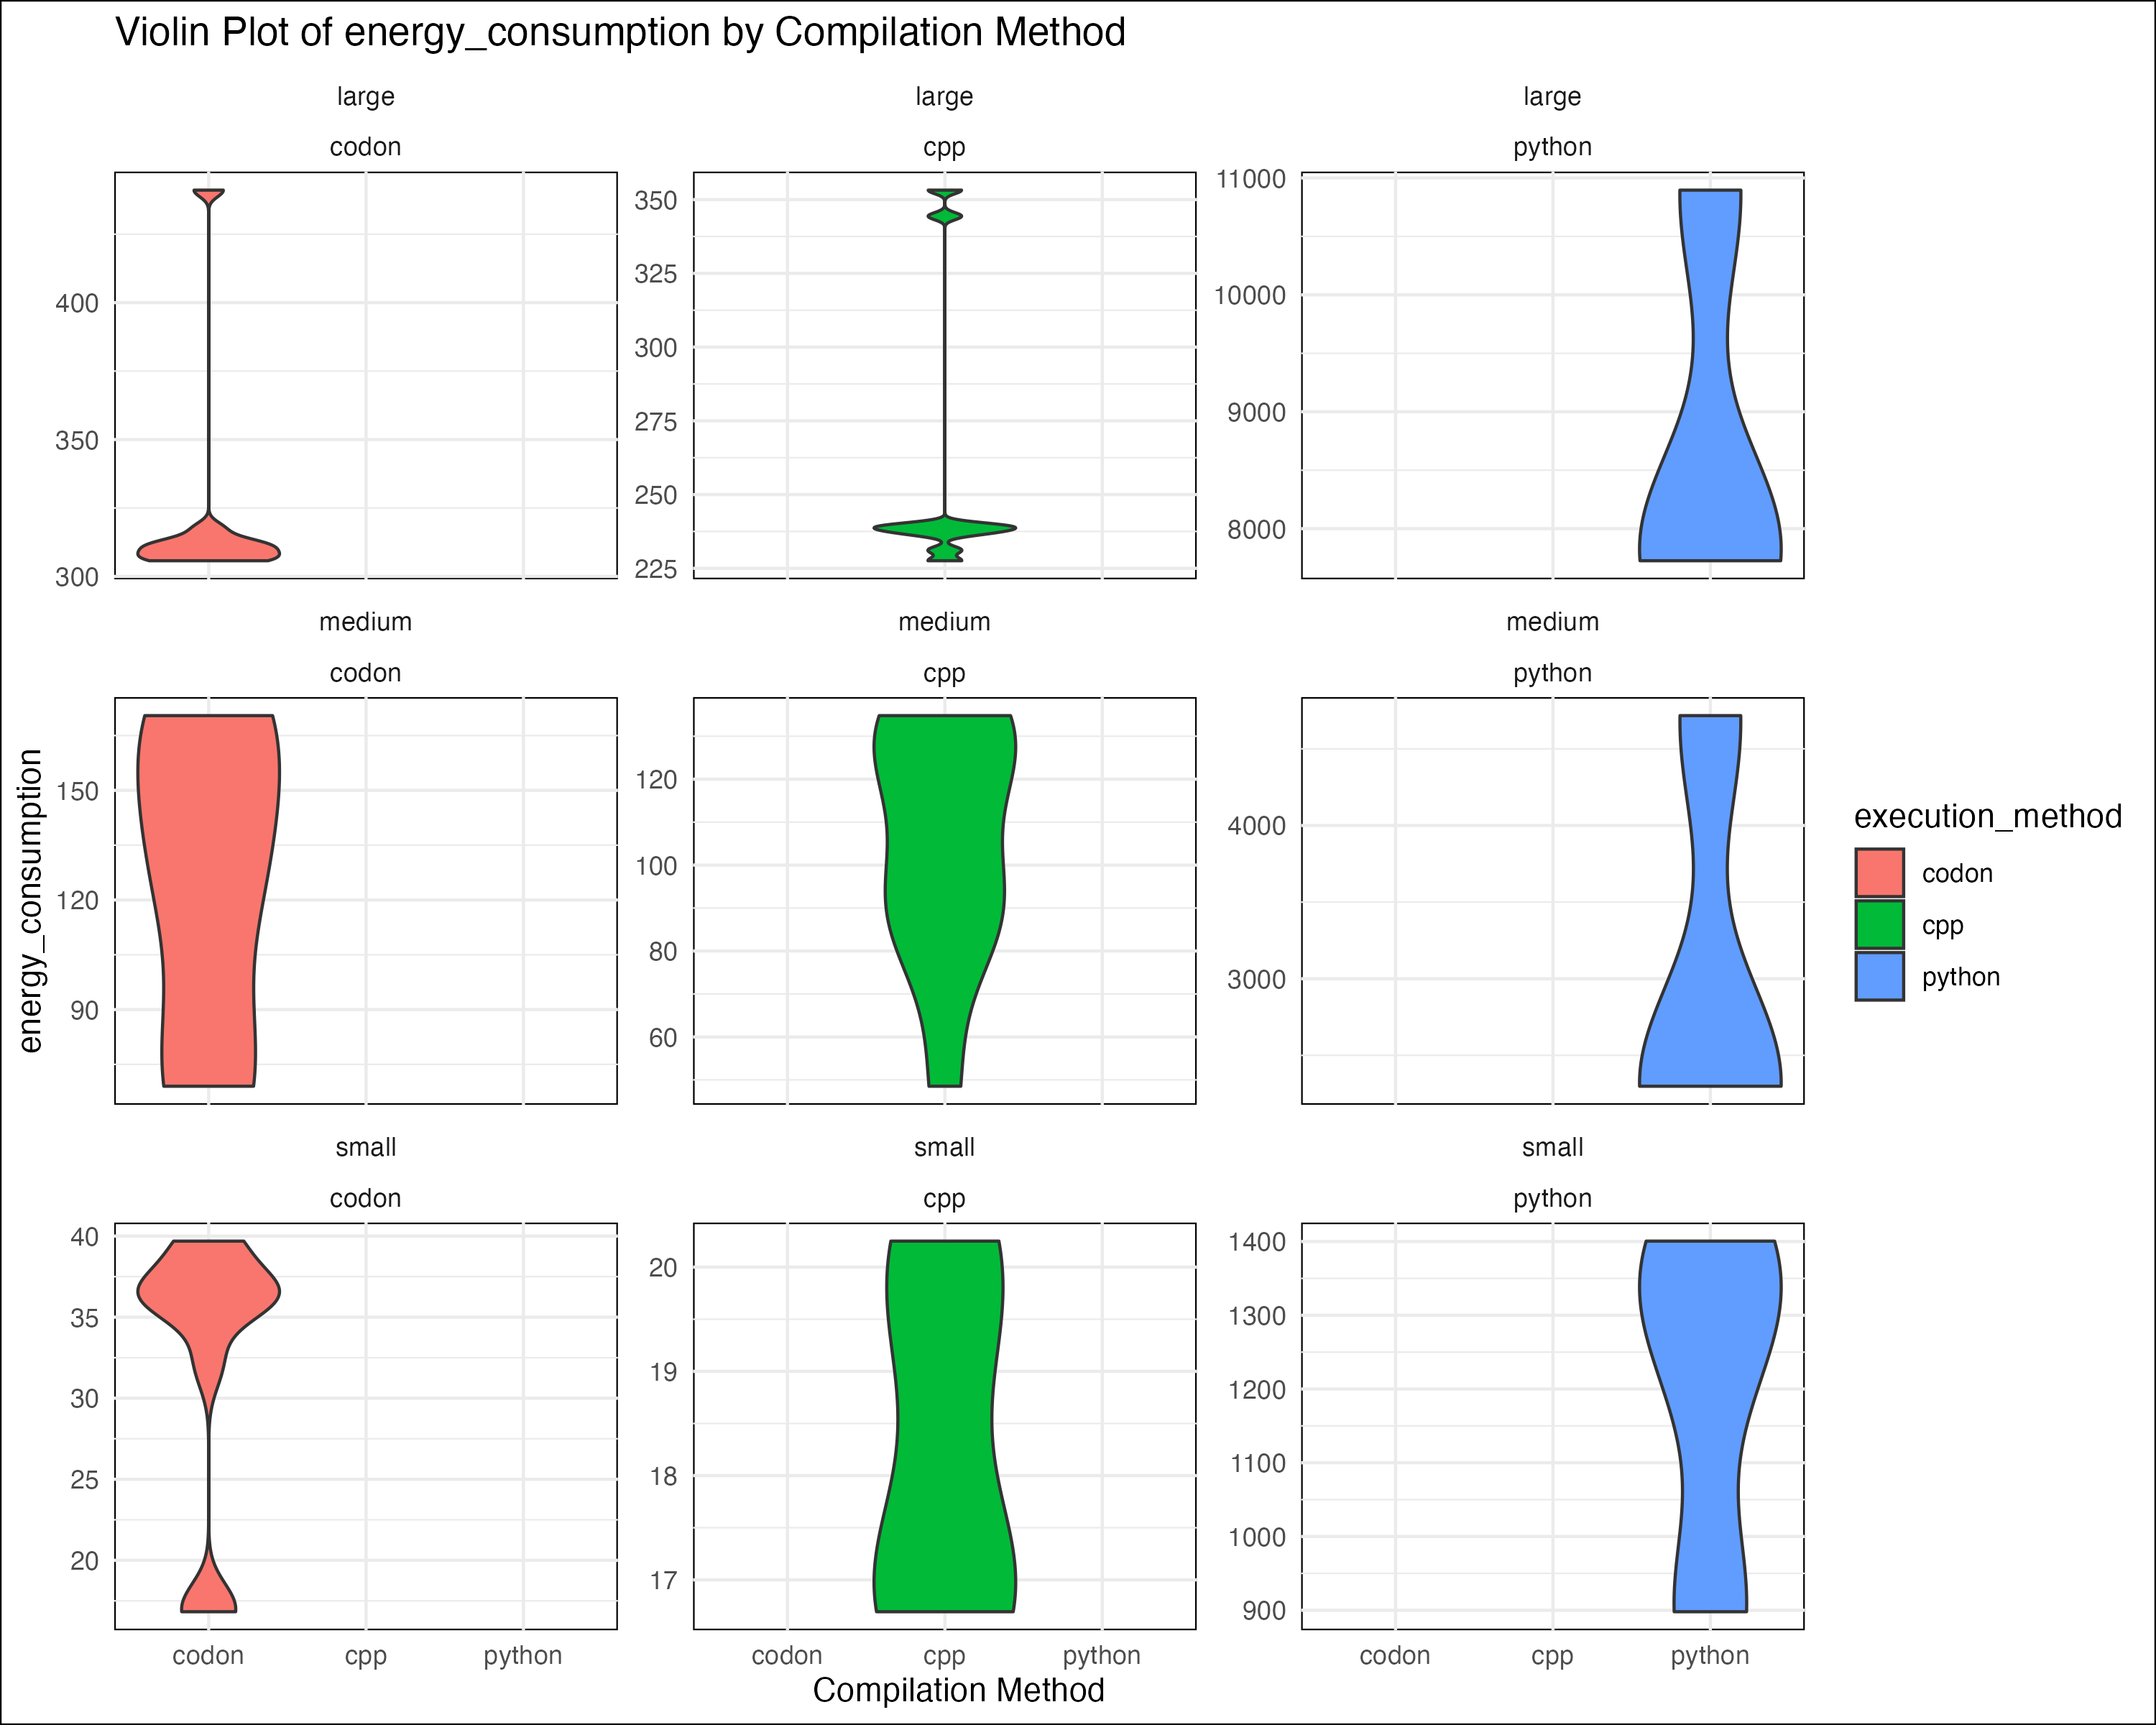 Violin Plot of energy_consumption by Compilation Method
large large large
codon cpp python
400
350
300
350
325
300
275
250
225
11000
10000
9000
8000
medium medium medium
codon cpp python
150
120
90
120
100
80
60
4000
3000
small small small
codon cpp python
40
35
30
25
20
20
19
18
17
1400
1300
1200
1100
1000
900
codon cpp python codon cpp python codon cpp python
Compilation Method
energy_consumption
execution_method
codon
cpp
python